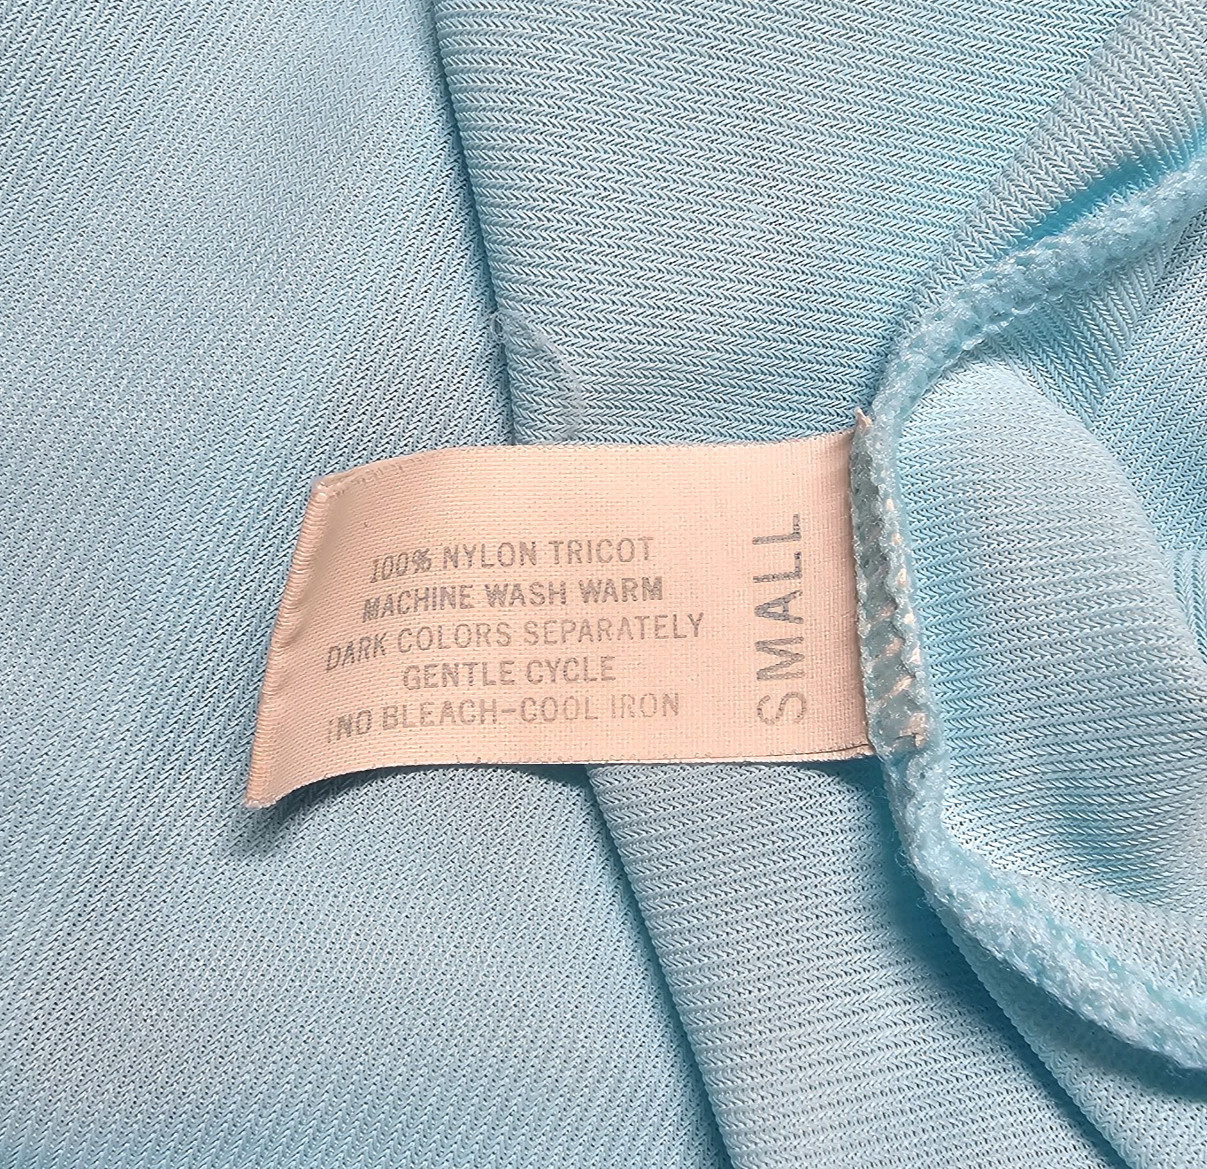 100% NYLON TRICOT
MACHINE WASH WARM
DARK COLORS SEPARATELY
GENTLE CYCLE
NO BLEACH-COOL IRON
SMALL